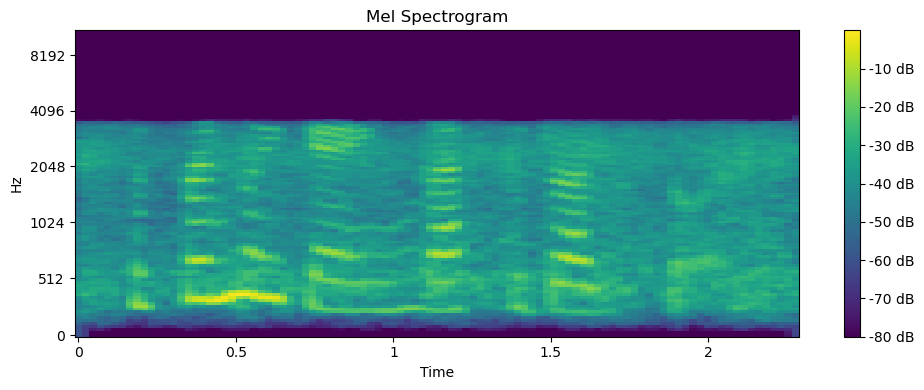 Mel Spectrogram
Hz
8192
4096
2048
1024
512
0
0
0.5
1
1.5
2
Time
-10 dB
-20 dB
-30 dB
-40 dB
-50 dB
-60 dB
-70 dB
-80 dB